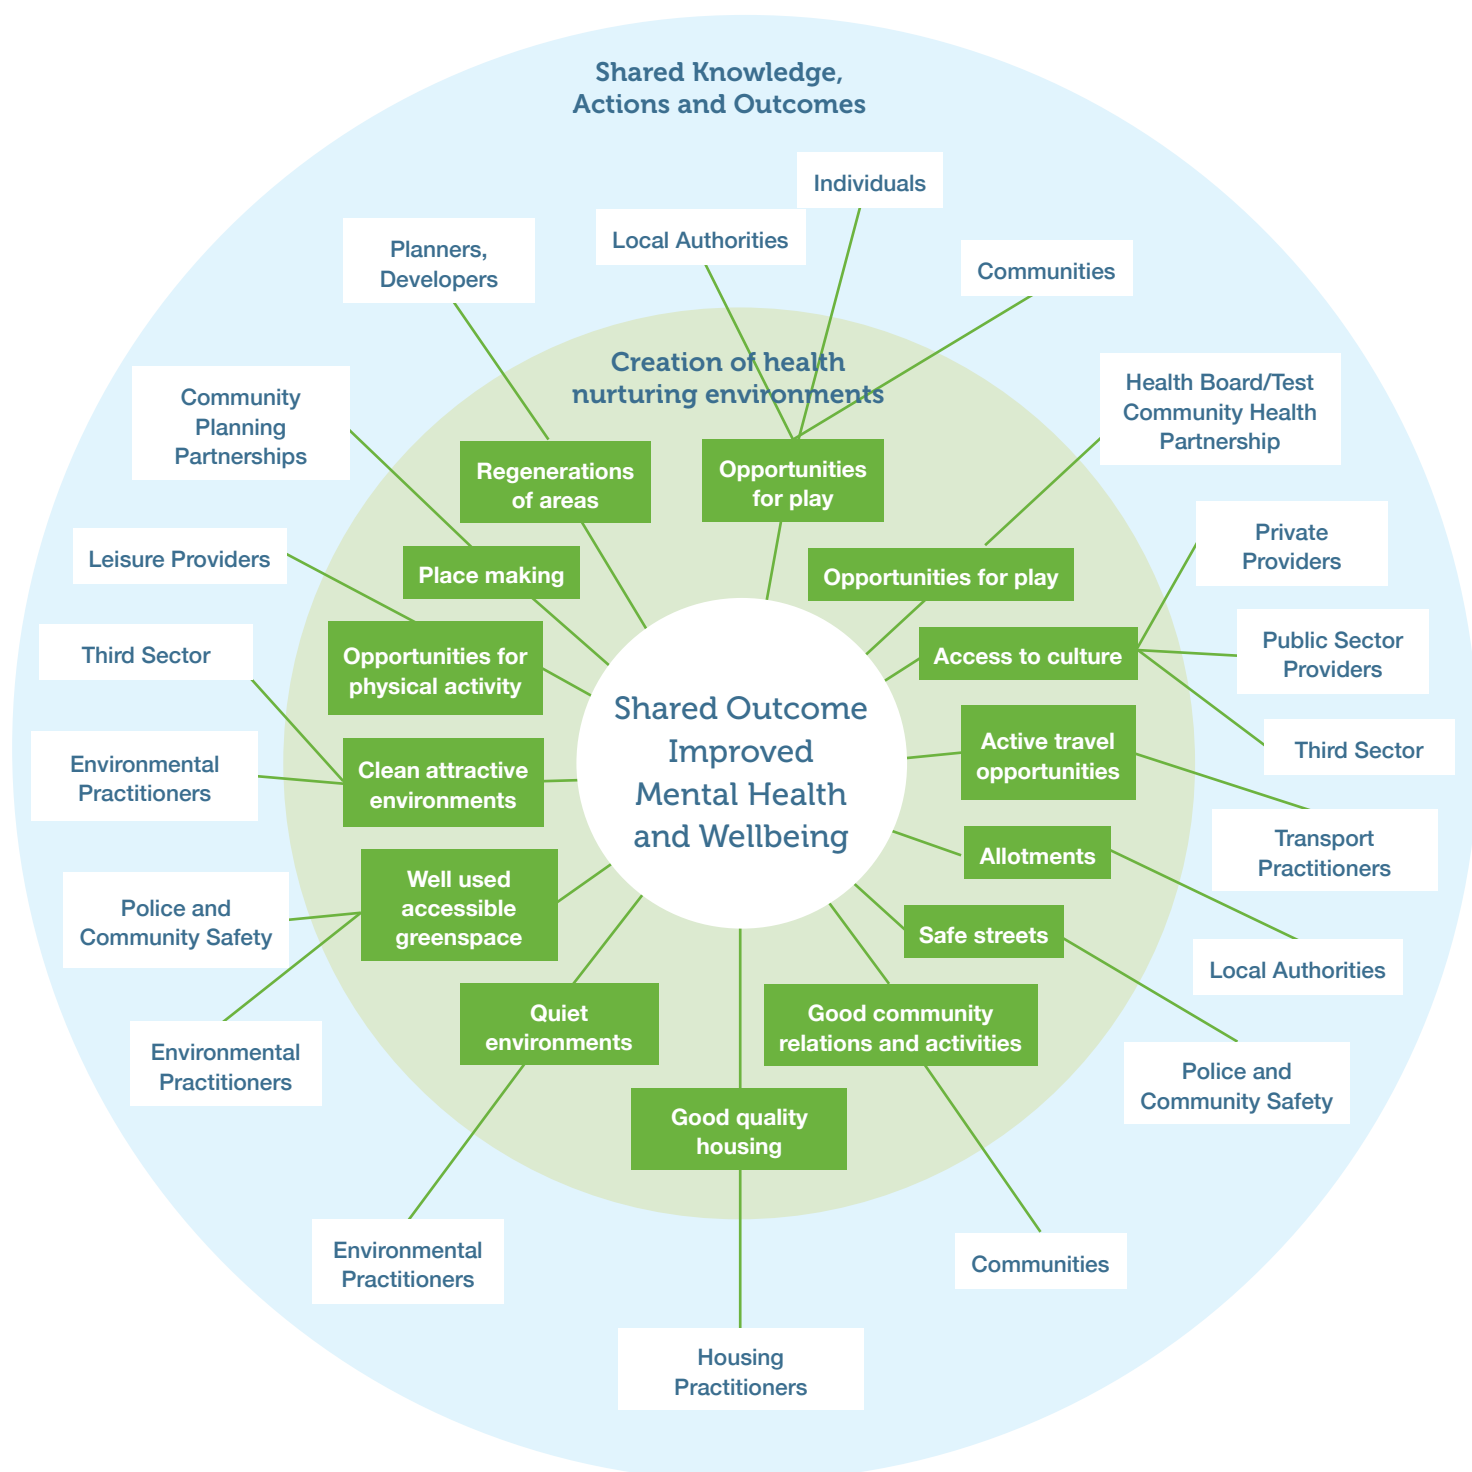 Shared Knowledge,
Actions and Outcomes
Individuals
Local Authorities
Communities
Planners,
Developers
Creation of health
nurturing environments
Health Board/Test
Community Health
Partnership
Community
Planning
Partnerships
Regenerations
of areas
Opportunities
for play
Private
Providers
Leisure Providers
Place making
Opportunities for play
Public Sector
Providers
Third Sector
Opportunities for
physical activity
Access to culture
Third Sector
Shared Outcome
Improved
Mental Health
and Wellbeing
Environmental
Practitioners
Clean attractive
environments
Active travel
opportunities
Transport
Practitioners
Allotments
Police and
Community Safety
Well used
accessible
greenspace
Safe streets
Local Authorities
Environmental
Practitioners
Quiet
environments
Good community
relations and activities
Police and
Community Safety
Good quality
housing
Environmental
Practitioners
Communities
Housing
Practitioners